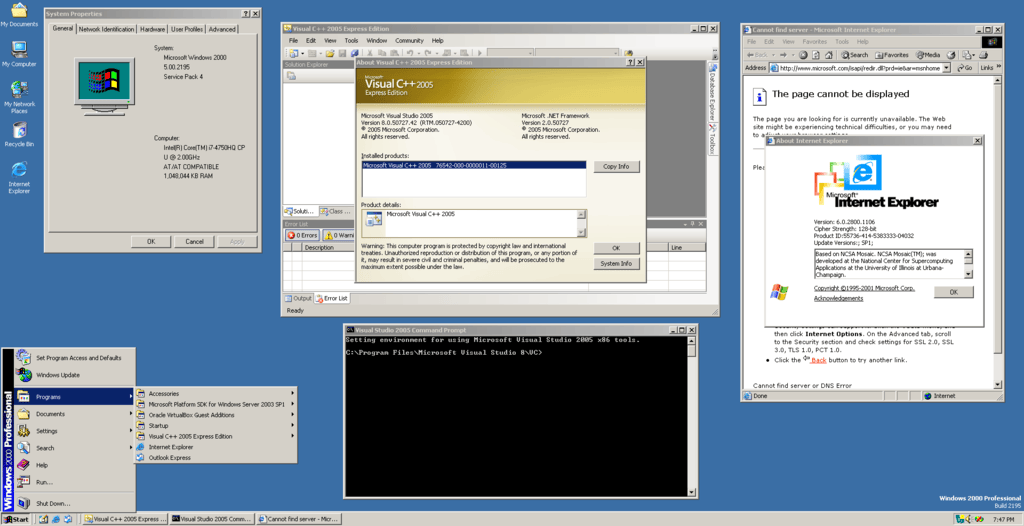 My Documents
My Computer
My Network
Places
Recycle Bin
Internet
Explorer
System Properties
General
Network Identification
Hardware
User Profiles
Advanced
System:
Microsoft Windows 2000
5.00.2195
Service Pack 4
Computer:
Intel(R) Core(TM) i7-4750HQ CP
U @ 2.00GHz
AT/AT COMPATIBLE
1,048,044 KB RAM
OK
Cancel
Apply
Visual C++ 2005 Express Edition
File Edit View Tools Window Community Help
Solution Explorer
Database Explorer
Toolbox
About Visual C++ 2005 Express Edition
Microsoft
Visual C++ 2005
Express Edition
Microsoft Visual Studio 2005
Version 8.0.50727.42 (RTM.050727-4200)
© 2005 Microsoft Corporation.
All rights reserved.
Microsoft .NET Framework
Version 2.0.50727
© 2005 Microsoft Corporation.
All rights reserved.
Installed products:
Microsoft Visual C++ 2005 76542-000-0000011-00125
Copy Info
Product details:
Microsoft Visual C++ 2005
Warning: This computer program is protected by copyright law and international
treaties. Unauthorized reproduction or distribution of this program, or any portion of
it, may result in severe civil and criminal penalties, and will be prosecuted to the
maximum extent possible under the law.
OK
System Info
Soluti...
Class ...
Error List
0 Errors
0 Warni
Description
Line
Output
Error List
Ready
Cannot find server - Microsoft Internet Explorer
File Edit View Favorites Tools Help
Back
Search
Favorites
Media
Address
http://www.microsoft.com/isapi/redir.dll?prd=ie&ar=msnhome
Go
Links »
The page cannot be displayed
The page you are looking for is currently unavailable. The Web
site might be experiencing technical difficulties, or you may need
About Internet Explorer
Microsoft
Internet Explorer
Version: 6.0.2800.1106
Cipher Strength: 128-bit
Product ID:55736-414-5383333-04032
Update Versions:; SP1;
Based on NCSA Mosaic. NCSA Mosaic(TM); was
developed at the National Center for Supercomputing
Applications at the University of Illinois at Urbana-
Champaign.
Copyright ©1995-2001 Microsoft Corp.
Acknowledgements
OK
then click Internet Options. On the Advanced tab, scroll
to the Security section and check settings for SSL 2.0, SSL
3.0, TLS 1.0, PCT 1.0.
Click the Back button to try another link.
Cannot find server or DNS Error
Done
Internet
Visual Studio 2005 Command Prompt
Setting environment for using Microsoft Visual Studio 2005 x86 tools.
C:\Program Files\Microsoft Visual Studio 8\VC>
Windows 2000 Professional
Set Program Access and Defaults
Windows Update
Programs
Documents
Settings
Search
Help
Run...
Shut Down...
Accessories
Microsoft Platform SDK for Windows Server 2003 SP1
Oracle VirtualBox Guest Additions
Startup
Visual C++ 2005 Express Edition
Internet Explorer
Outlook Express
Windows 2000 Professional
Build 2195
Start
Visual C++ 2005 Express ...
Visual Studio 2005 Comm...
Cannot find server - Micr...
7:47 PM